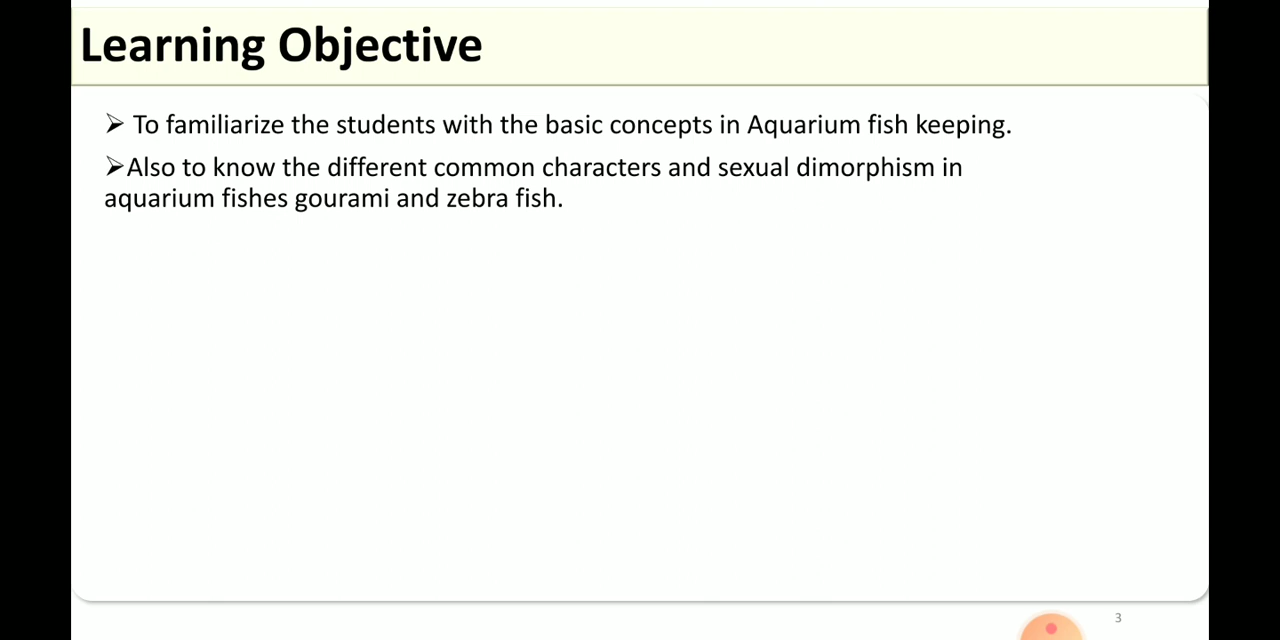 Learning Objective
➢ To familiarize the students with the basic concepts in Aquarium fish keeping.
➢Also to know the different common characters and sexual dimorphism in
aquarium fishes gourami and zebra fish.
3